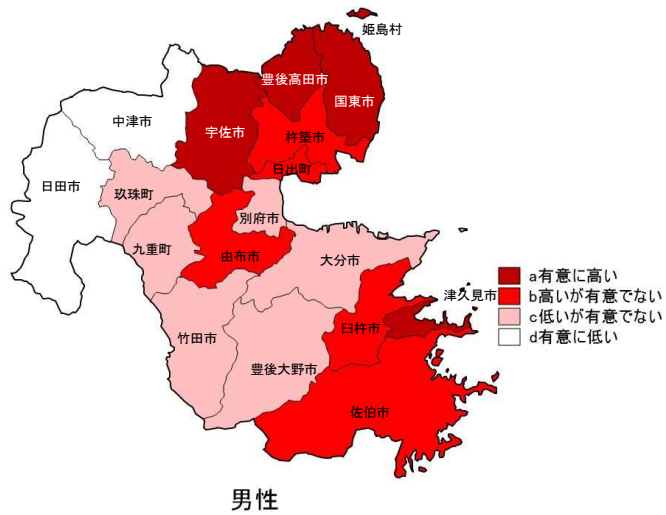 姫島村
豊後高田市
国東市
中津市
宇佐市
杵築市
日出町
日田市
玖珠町
別府市
九重町
由布市
大分市
a有意に高い
津久見市
b高いが有意でない
臼杵市
c低いが有意でない
竹田市
d有意に低い
豊後大野市
佐伯市
男性